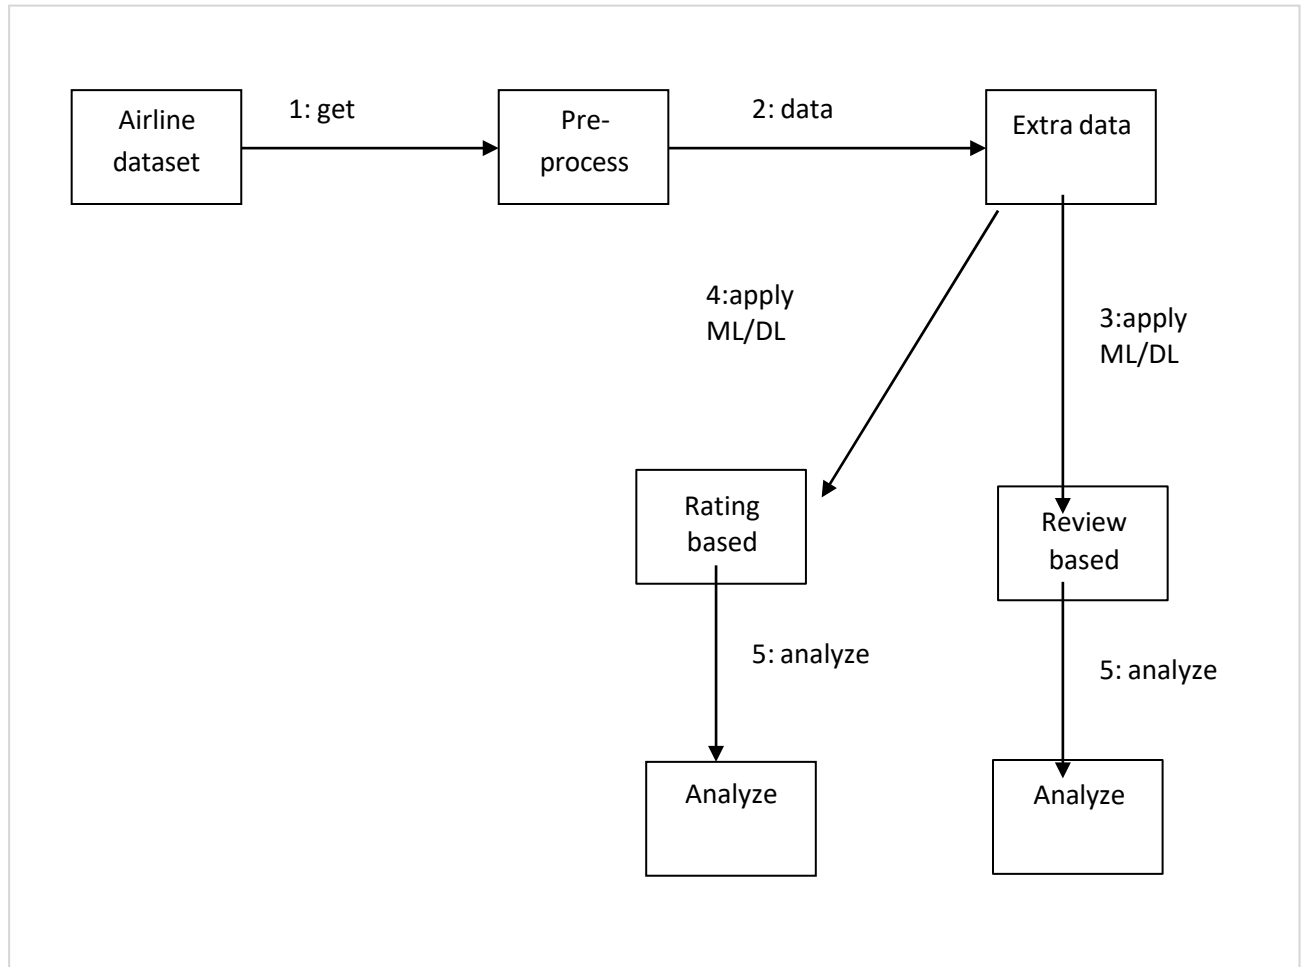 Airline
dataset
1: get
Pre-
process
2: data
Extra data
4:apply
ML/DL
3:apply
ML/DL
Rating
based
Review
based
5: analyze
5: analyze
Analyze
Analyze